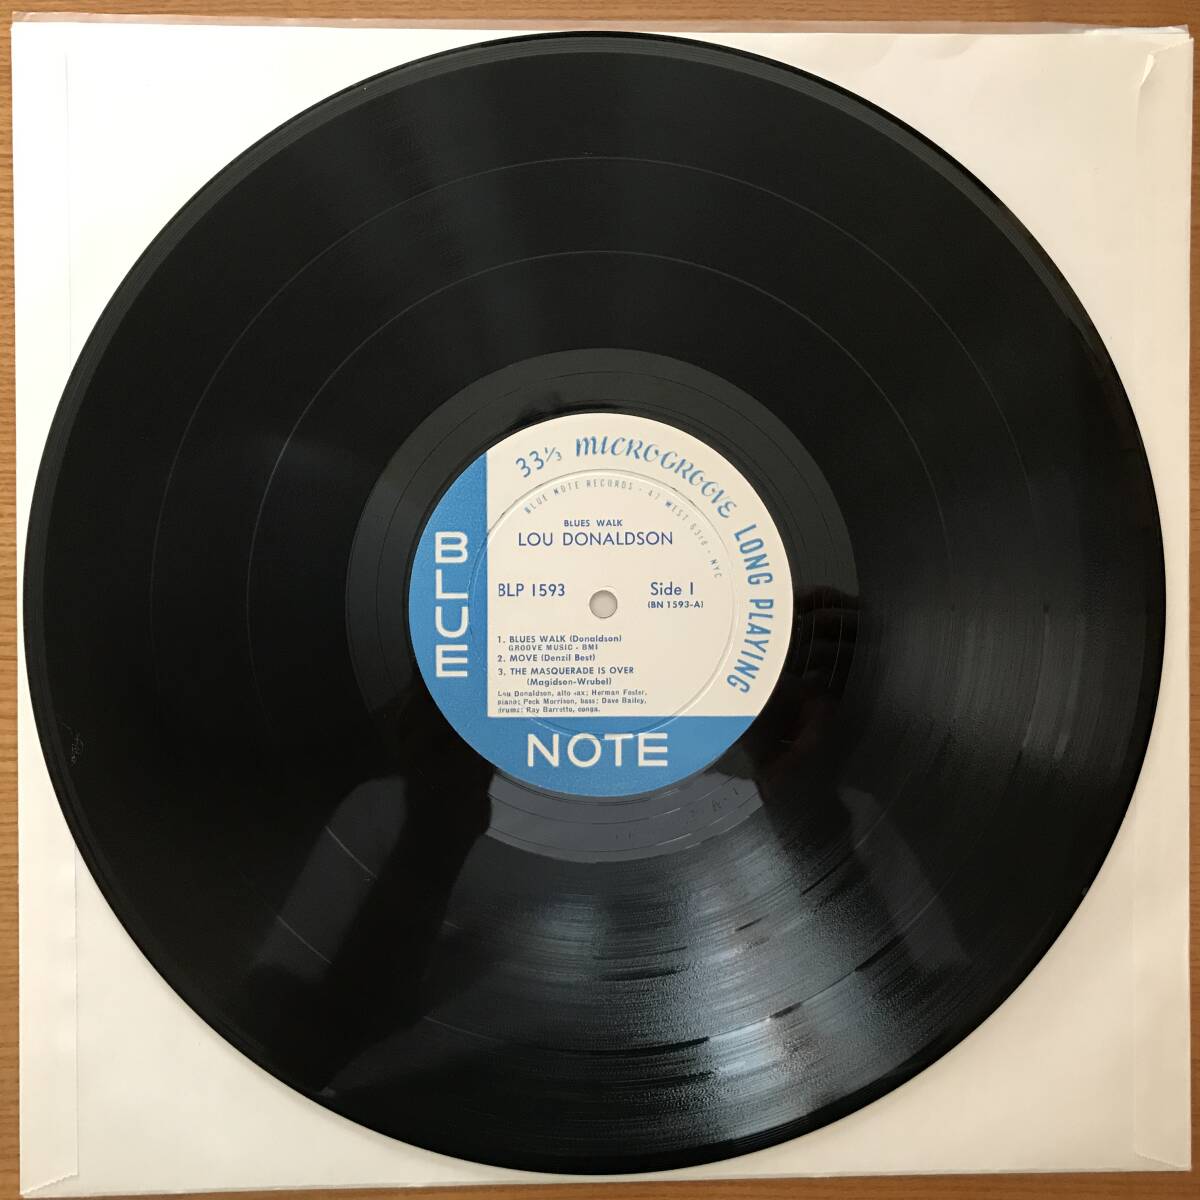 33⅓ MICROGROOVE LONG PLAYING
BLUE NOTE RECORDS - 47 WEST 63rd - NYC
BLUES WALK
LOU DONALDSON
BLP 1593 Side 1
(BN 1593-A)
1. BLUES WALK (Donaldson)
GROOVE MUSIC - BMI
2. MOVE (Denzil Best)
3. THE MASQUERADE IS OVER
(Magidson-Wrubel)
Lou Donaldson, alto sax; Herman Foster,
piano; Peck Morrison, bass; Dave Bailey,
drums; Ray Barretto, conga.
BLUE
NOTE